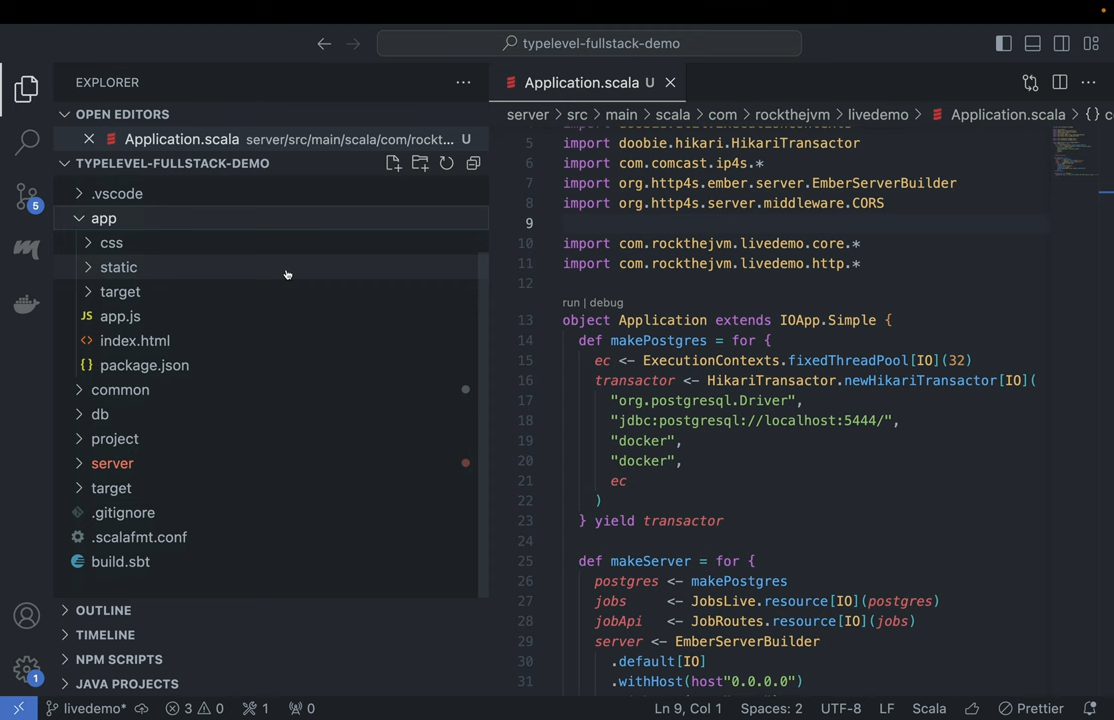 typelevel-fullstack-demo
EXPLORER
OPEN EDITORS
Application.scala server/src/main/scala/com/rockt... U
TYPELEVEL-FULLSTACK-DEMO
.vscode
app
css
static
target
JS app.js
index.html
package.json
common
db
project
server
target
.gitignore
.scalafmt.conf
build.sbt
OUTLINE
TIMELINE
NPM SCRIPTS
JAVA PROJECTS
5
1
Application.scala U
server > src > main > scala > com > rockthejvm > livedemo > Application.scala > {} c
5 import doobie.hikari.HikariTransactor
6 import com.comcast.ip4s.*
7 import org.http4s.ember.server.EmberServerBuilder
8 import org.http4s.server.middleware.CORS
9
10 import com.rockthejvm.livedemo.core.*
11 import com.rockthejvm.livedemo.http.*
12
run | debug
13 object Application extends IOApp.Simple {
14 def makePostgres = for {
15 ec <- ExecutionContexts.fixedThreadPool[IO](32)
16 transactor <- HikariTransactor.newHikariTransactor[IO](
17 "org.postgresql.Driver",
18 "jdbc:postgresql://localhost:5444/",
19 "docker",
20 "docker",
21 ec
22 )
23 } yield transactor
24
25 def makeServer = for {
26 postgres <- makePostgres
27 jobs <- JobsLive.resource[IO](postgres)
28 jobApi <- JobRoutes.resource[IO](jobs)
29 server <- EmberServerBuilder
30 .default[IO]
31 .withHost(host"0.0.0.0")
livedemo* 3 0 1 0 Ln 9, Col 1 Spaces: 2 UTF-8 LF Scala Prettier